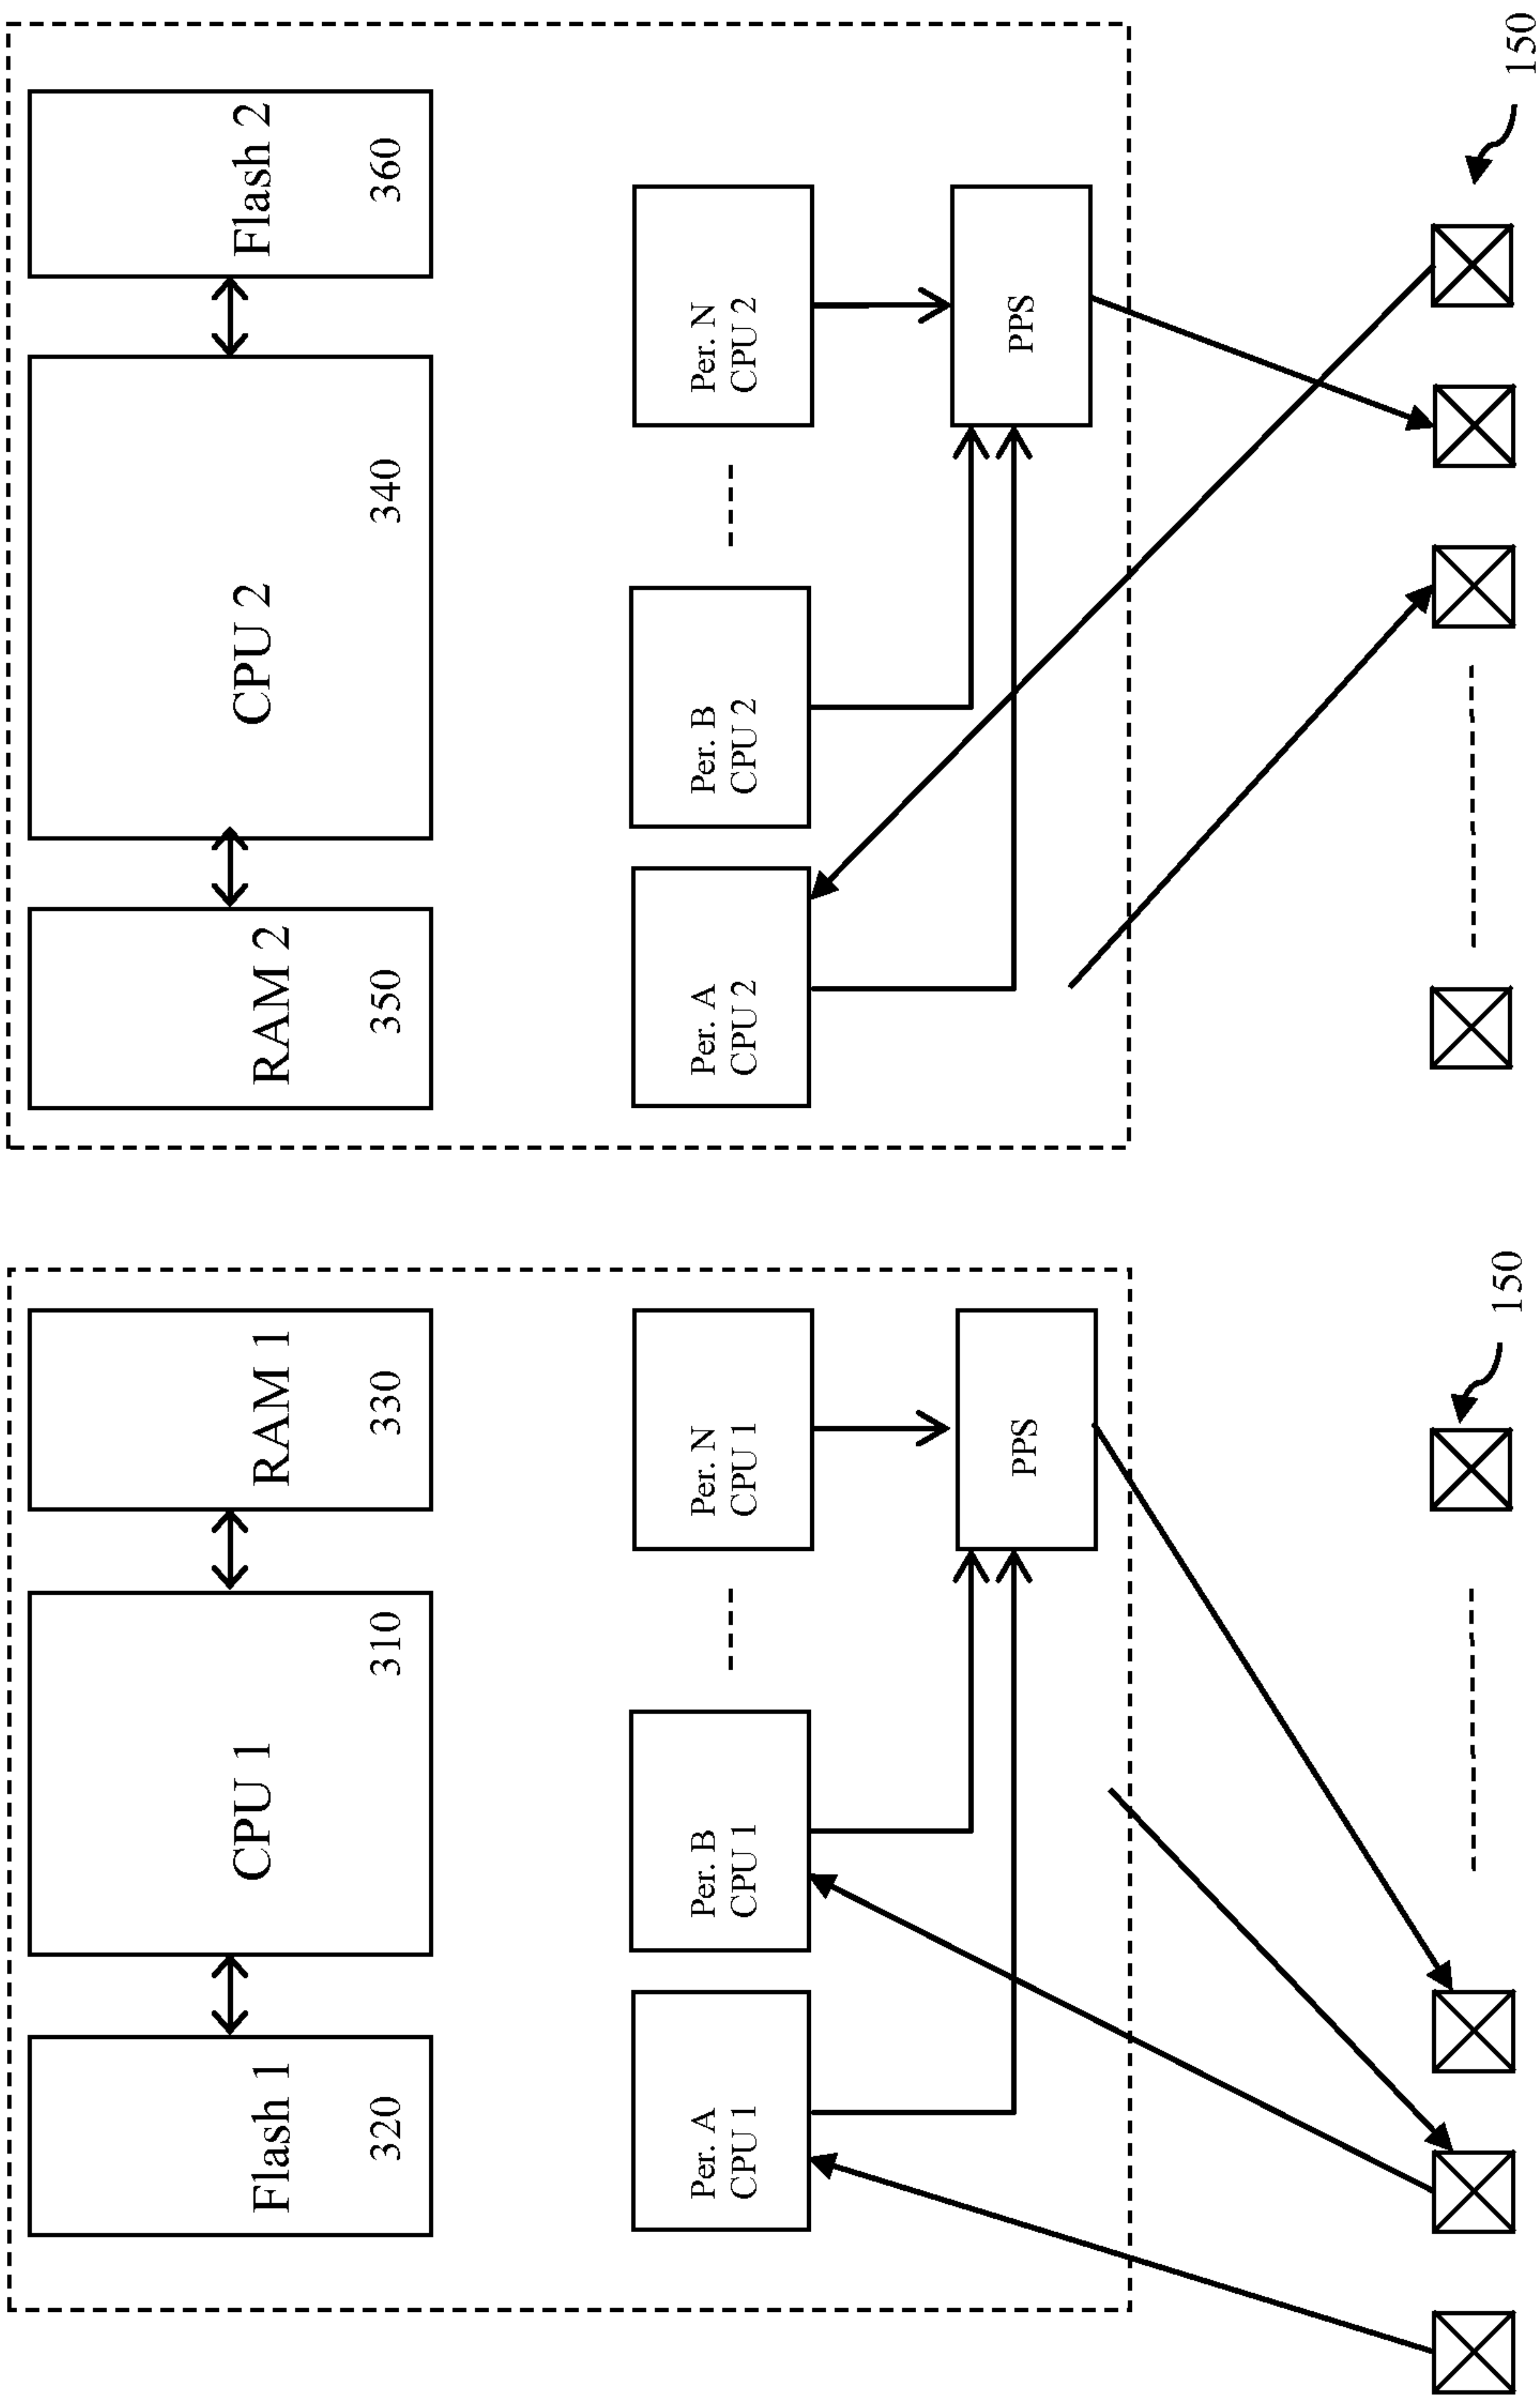 Flash 1
320
CPU 1
310
RAM 1
330
RAM 2
350
CPU 2
340
Flash 2
360
Per. A
CPU 1
Per. B
CPU 1
Per. N
CPU 1
Per. A
CPU 2
Per. B
CPU 2
Per. N
CPU 2
PPS
PPS
150
150